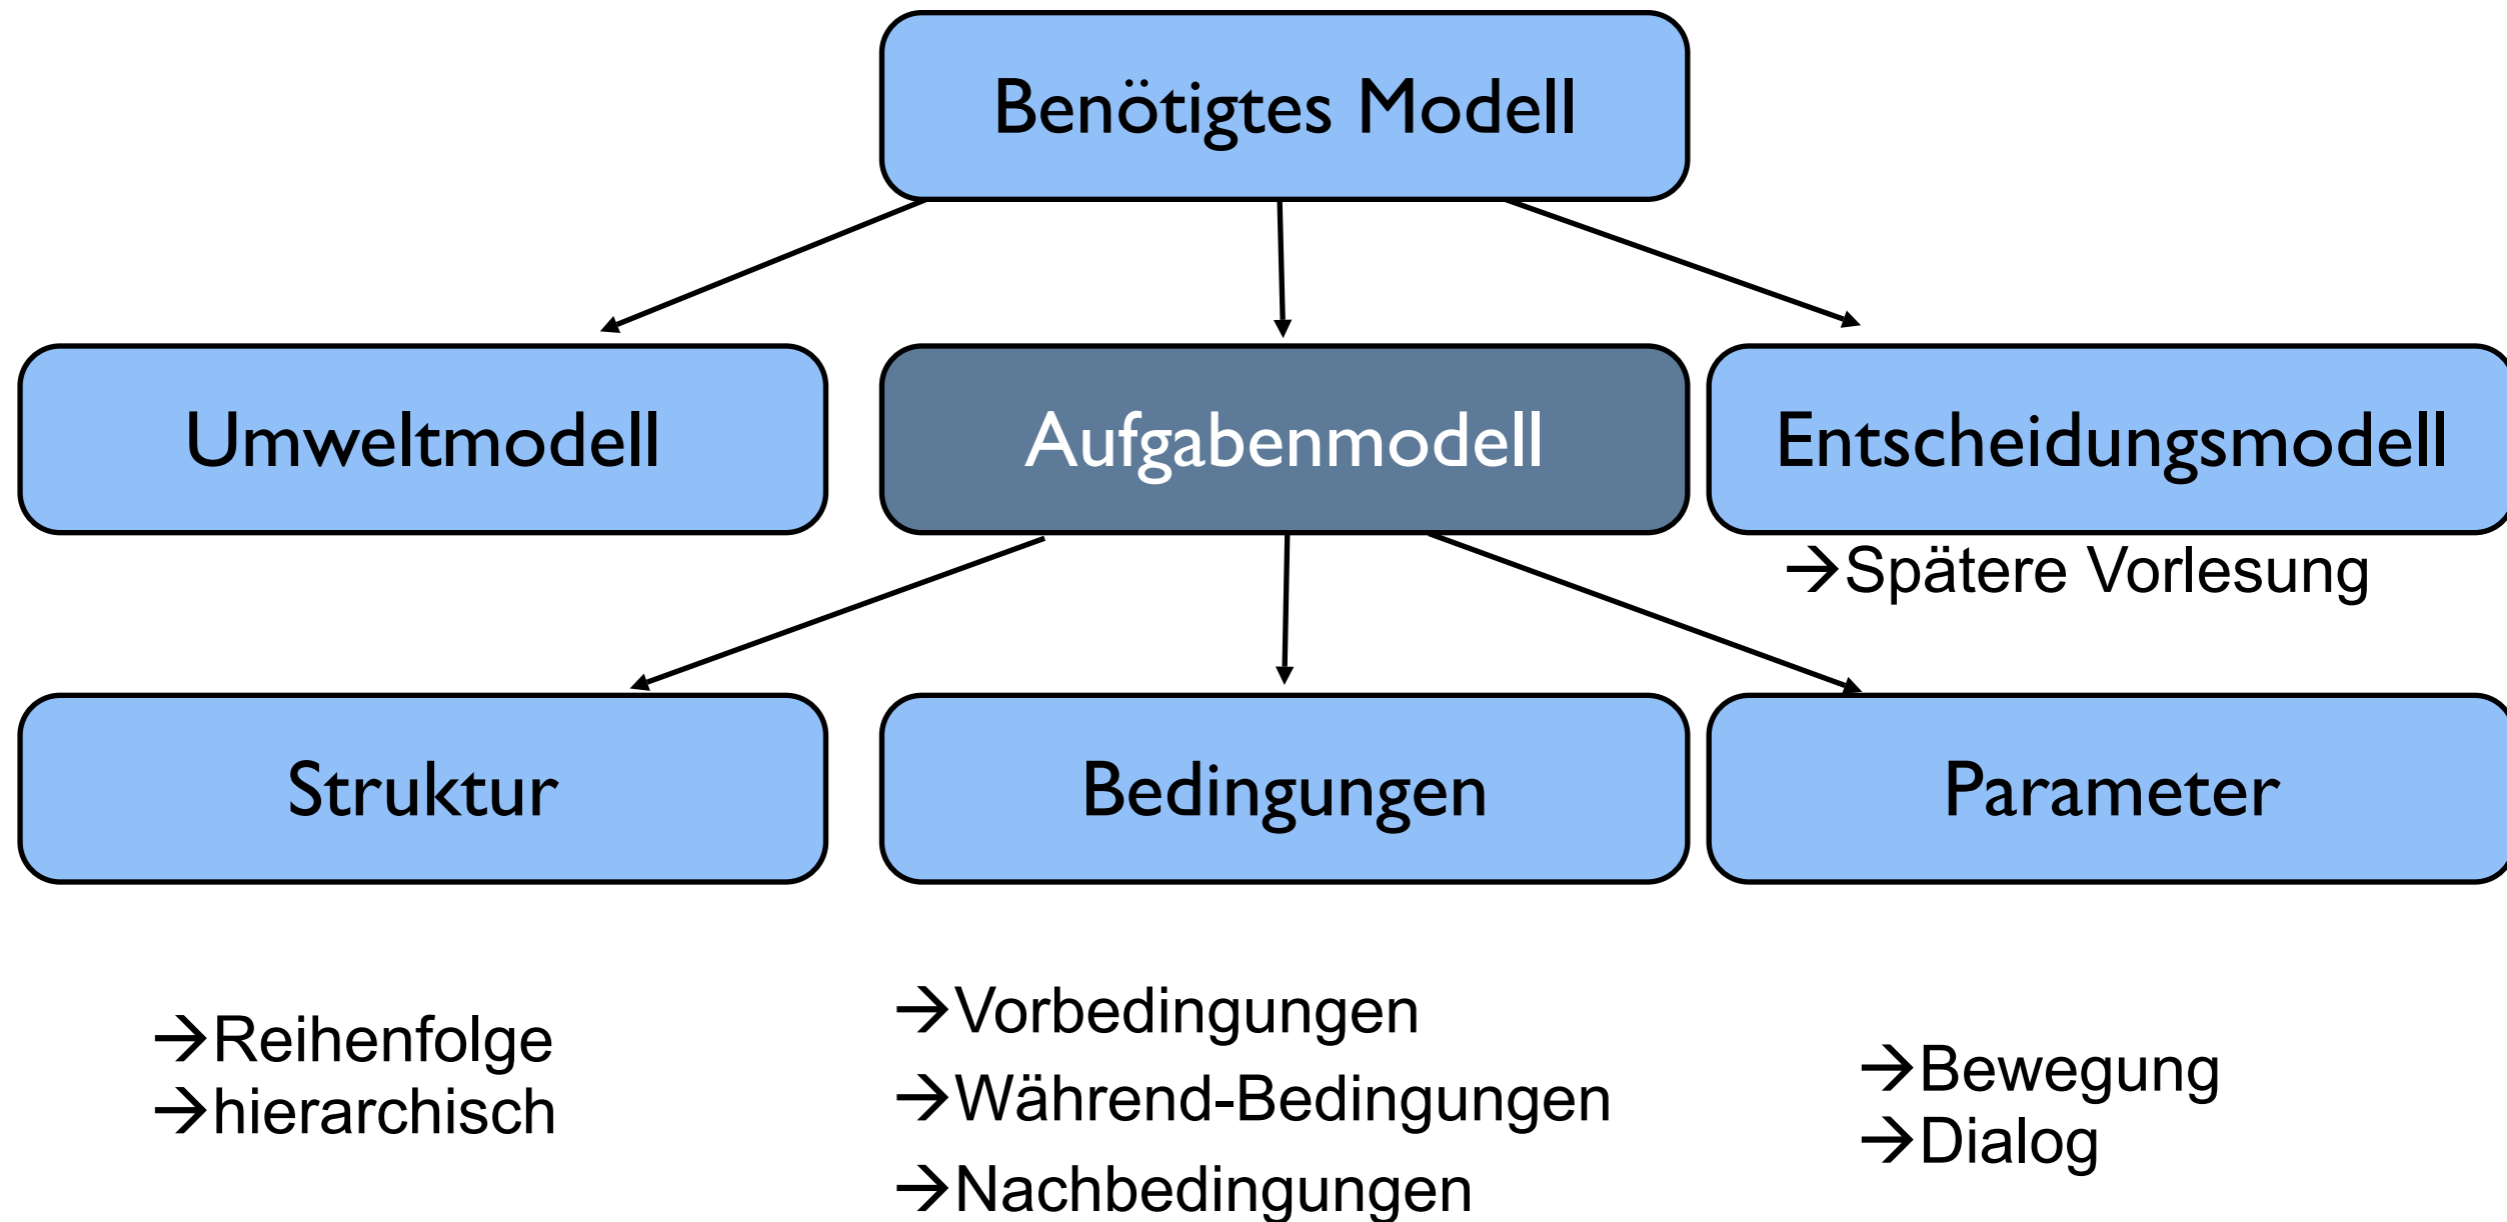 Benötigtes Modell
Umweltmodell
Aufgabenmodell
Entscheidungsmodell
→Spätere Vorlesung
Struktur
Bedingungen
Parameter
→Reihenfolge
→hierarchisch
→Vorbedingungen
→Während-Bedingungen
→Nachbedingungen
→Bewegung
→Dialog